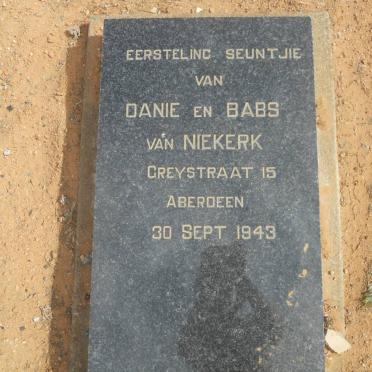 EERSTELING SEUNTJIE
VAN
DANIE EN BABS
VAN NIEKERK
GREYSTRAAT 15
ABERDEEN
30 SEPT 1943